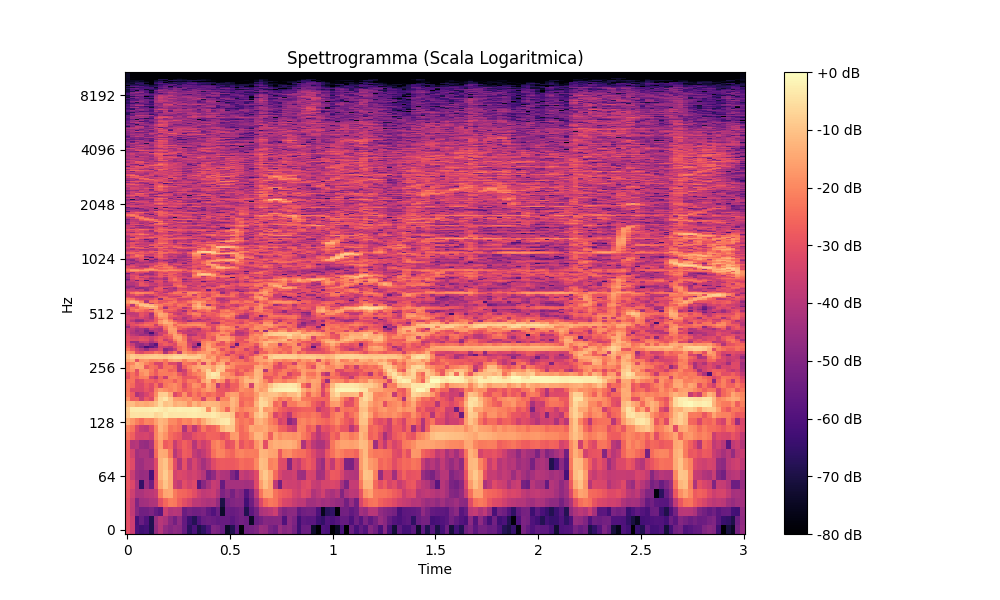 Spettrogramma (Scala Logaritmica)
8192
4096
2048
1024
512
256
128
64
0
Hz
0
0.5
1
1.5
2
2.5
3
Time
+0 dB
-10 dB
-20 dB
-30 dB
-40 dB
-50 dB
-60 dB
-70 dB
-80 dB